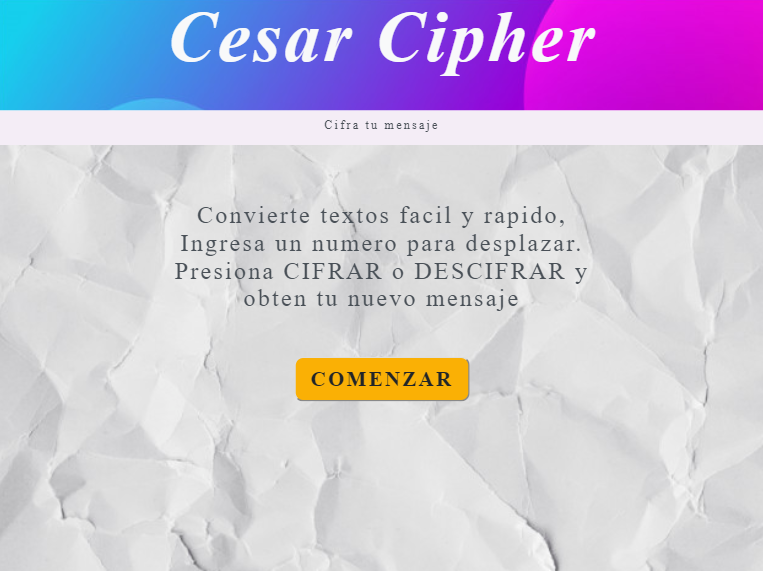 Cesar Cipher
Cifra tu mensaje
Convierte textos facil y rapido,
Ingresa un numero para desplazar.
Presiona CIFRAR o DESCIFRAR y
obten tu nuevo mensaje
COMENZAR